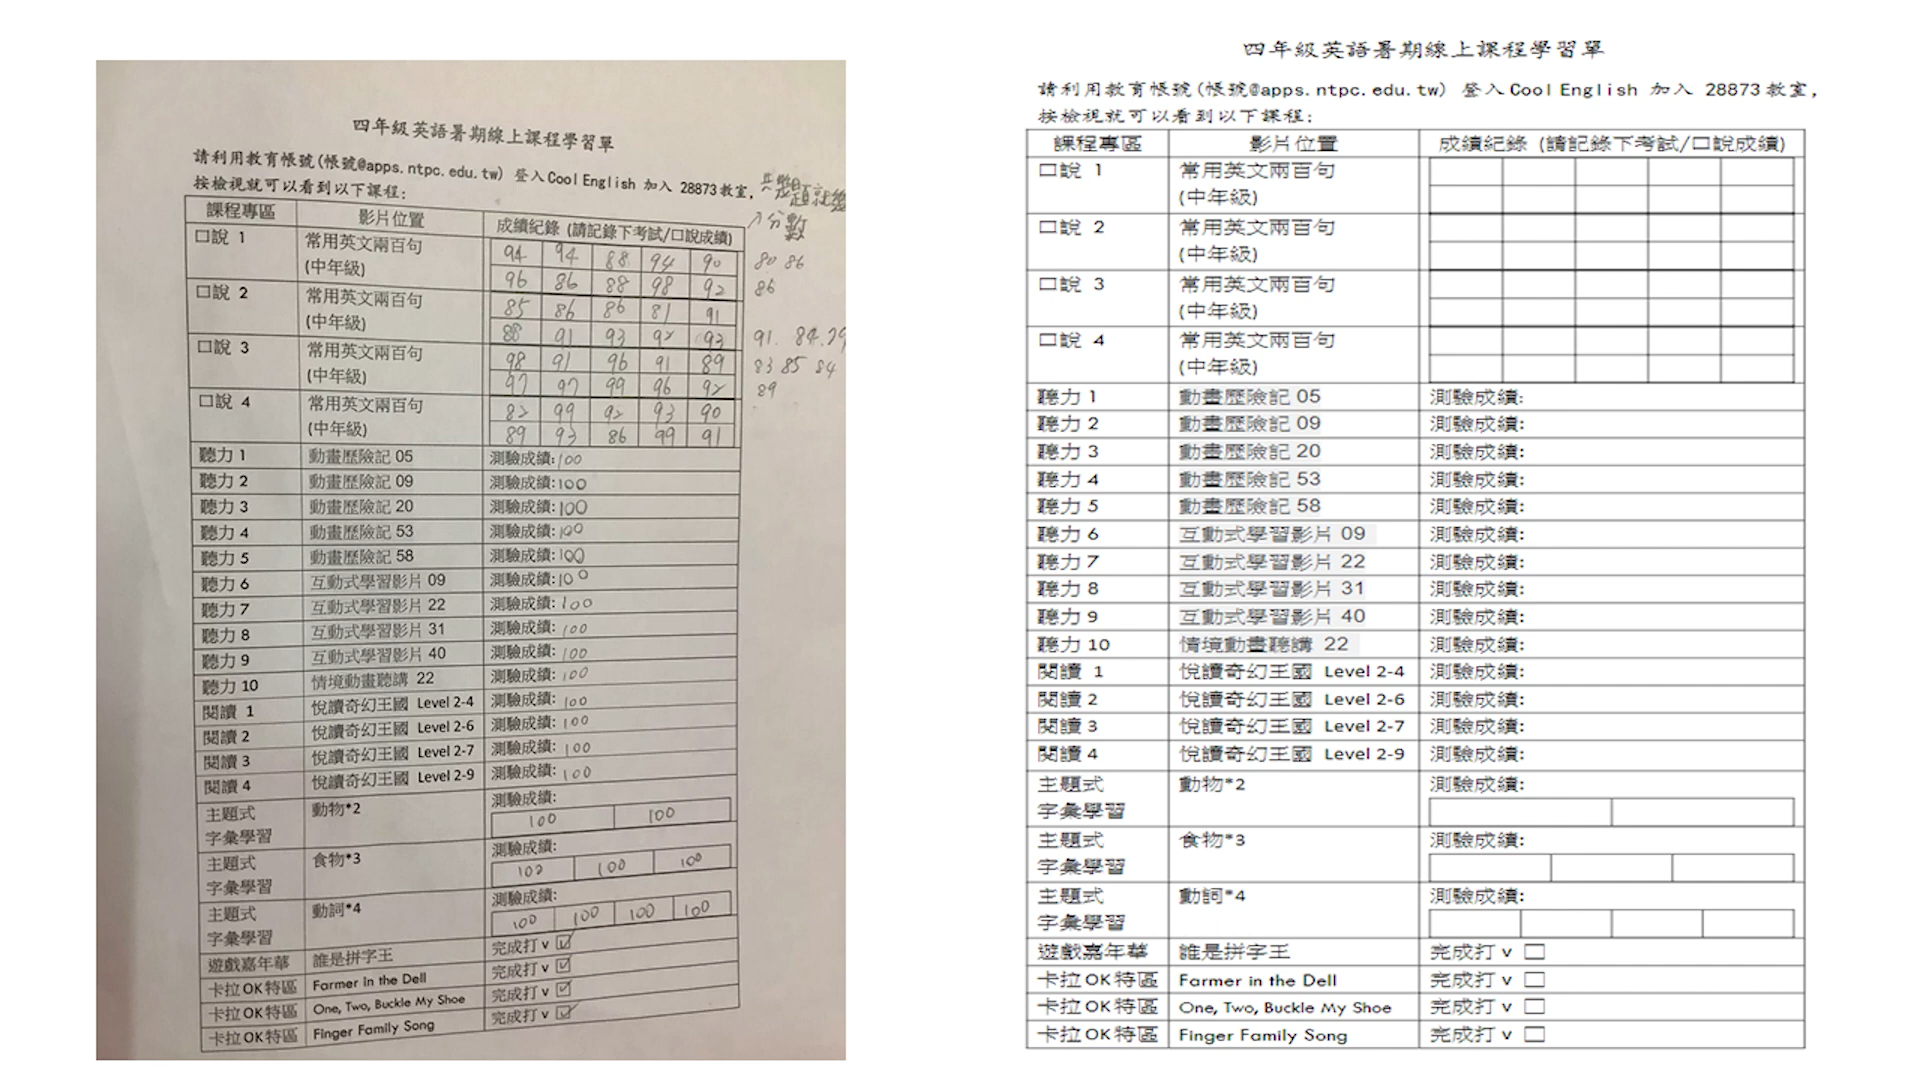 四年級英語暑期線上課程學習單
請利用教育帳號(帳號@apps.ntpc.edu.tw) 登入Cool English 加入 28873教室,
按檢視就可以看到以下課程:
課程專區 影片位置 成績紀錄 (請記錄下考試/口說成績)
口說 1 常用英文兩百句 94 94 88 94 90 80 86
(中年級) 96 86 88 98 92 86
口說 2 常用英文兩百句 85 86 86 81 91
(中年級) 88 91 93 92 93 91. 84.
口說 3 常用英文兩百句 98 91 96 91 89 83 85 84
(中年級) 97 97 99 96 92 89
口說 4 常用英文兩百句 82 99 92 93 90
(中年級) 89 93 86 99 91
聽力 1 動畫歷險記 05 測驗成績:100
聽力 2 動畫歷險記 09 測驗成績:100
聽力 3 動畫歷險記 20 測驗成績:100
聽力 4 動畫歷險記 53 測驗成績:100
聽力 5 動畫歷險記 58 測驗成績:100
聽力 6 互動式學習影片 09 測驗成績:100
聽力 7 互動式學習影片 22 測驗成績:100
聽力 8 互動式學習影片 31 測驗成績:100
聽力 9 互動式學習影片 40 測驗成績:100
聽力 10 情境動畫聽講 22 測驗成績:100
閱讀 1 悅讀奇幻王國 Level 2-4 測驗成績:100
閱讀 2 悅讀奇幻王國 Level 2-6 測驗成績:100
閱讀 3 悅讀奇幻王國 Level 2-7 測驗成績:100
閱讀 4 悅讀奇幻王國 Level 2-9 測驗成績:100
主題式 動物*2 測驗成績:
字彙學習 100 100
主題式 食物*3 測驗成績:
字彙學習 100 100 100
主題式 動詞*4 測驗成績:
字彙學習 100 100 100 100
遊戲嘉年華 誰是拼字王 完成打 v ☑
卡拉OK特區 Farmer in the Dell 完成打 v ☑
卡拉OK特區 One, Two, Buckle My Shoe 完成打 v ☑
卡拉OK特區 Finger Family Song 完成打 v ☑
四年級英語暑期線上課程學習單
請利用教育帳號(帳號@apps.ntpc.edu.tw) 登入Cool English 加入 28873教室,
按檢視就可以看到以下課程:
課程專區 影片位置 成績紀錄 (請記錄下考試/口說成績)
口說 1 常用英文兩百句
(中年級)
口說 2 常用英文兩百句
(中年級)
口說 3 常用英文兩百句
(中年級)
口說 4 常用英文兩百句
(中年級)
聽力 1 動畫歷險記 05 測驗成績:
聽力 2 動畫歷險記 09 測驗成績:
聽力 3 動畫歷險記 20 測驗成績:
聽力 4 動畫歷險記 53 測驗成績:
聽力 5 動畫歷險記 58 測驗成績:
聽力 6 互動式學習影片 09 測驗成績:
聽力 7 互動式學習影片 22 測驗成績:
聽力 8 互動式學習影片 31 測驗成績:
聽力 9 互動式學習影片 40 測驗成績:
聽力 10 情境動畫聽講 22 測驗成績:
閱讀 1 悅讀奇幻王國 Level 2-4 測驗成績:
閱讀 2 悅讀奇幻王國 Level 2-6 測驗成績:
閱讀 3 悅讀奇幻王國 Level 2-7 測驗成績:
閱讀 4 悅讀奇幻王國 Level 2-9 測驗成績:
主題式 動物*2 測驗成績:
字彙學習
主題式 食物*3 測驗成績:
字彙學習
主題式 動詞*4 測驗成績:
字彙學習
遊戲嘉年華 誰是拼字王 完成打 v ☐
卡拉OK特區 Farmer in the Dell 完成打 v ☐
卡拉OK特區 One, Two, Buckle My Shoe 完成打 v ☐
卡拉OK特區 Finger Family Song 完成打 v ☐